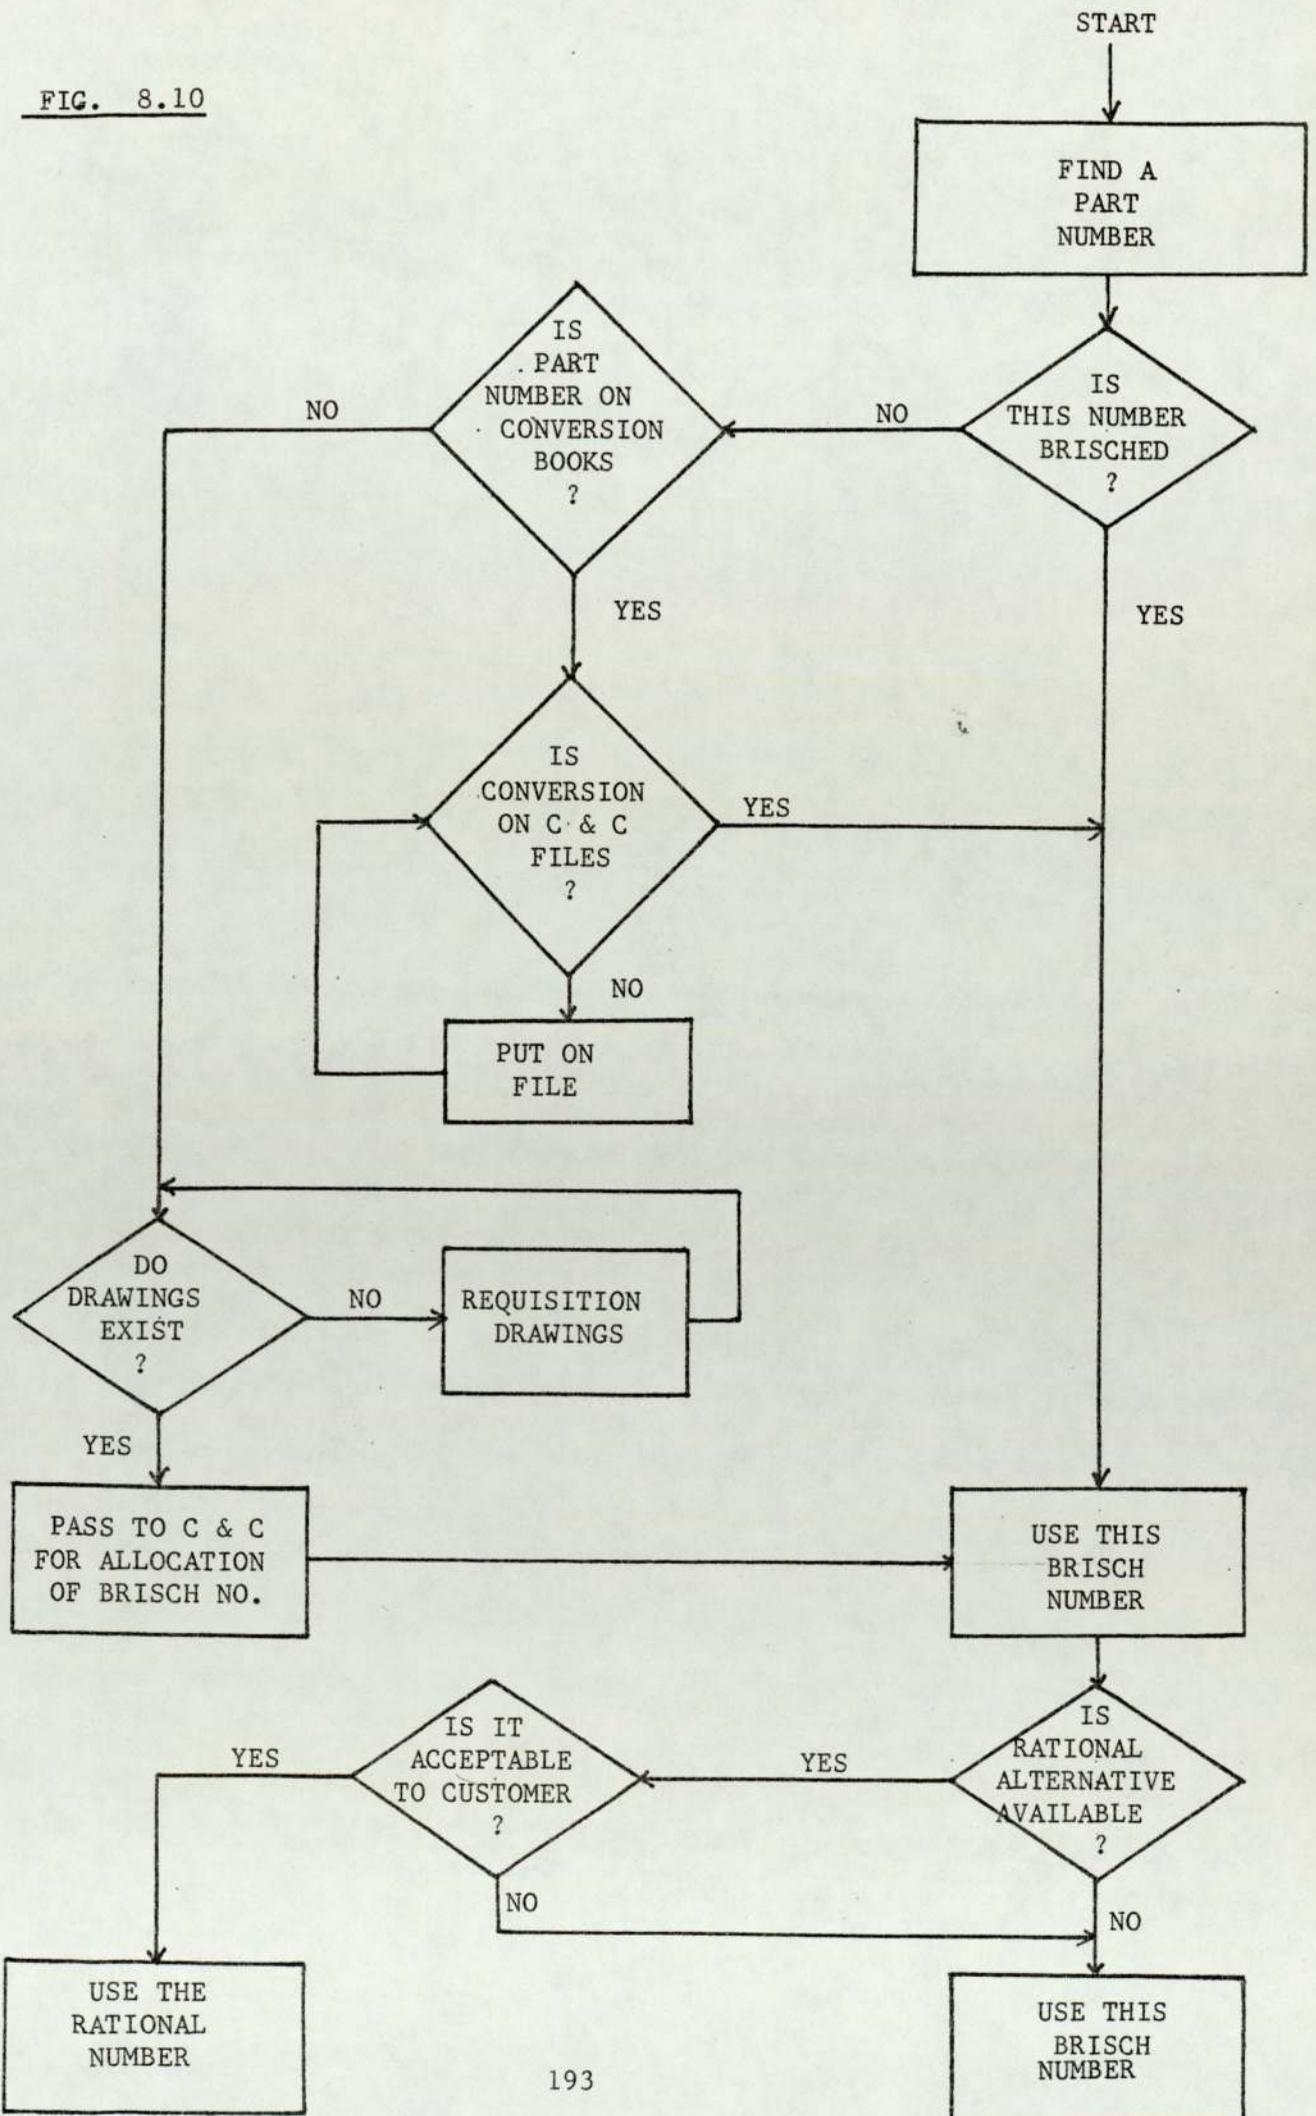 START
FIG. 8.10
FIND A
PART
NUMBER
IS
THIS NUMBER
BRISCHED
?
NO
YES
IS
PART
NUMBER ON
CONVERSION
BOOKS
?
NO
YES
IS
CONVERSION
ON C & C
FILES
?
YES
NO
PUT ON
FILE
DO
DRAWINGS
EXIST
?
NO
REQUISITION
DRAWINGS
YES
PASS TO C & C
FOR ALLOCATION
OF BRISCH NO.
USE THIS
BRISCH
NUMBER
IS
RATIONAL
ALTERNATIVE
AVAILABLE
?
YES
NO
IS IT
ACCEPTABLE
TO CUSTOMER
?
YES
NO
USE THE
RATIONAL
NUMBER
USE THIS
BRISCH
NUMBER
193